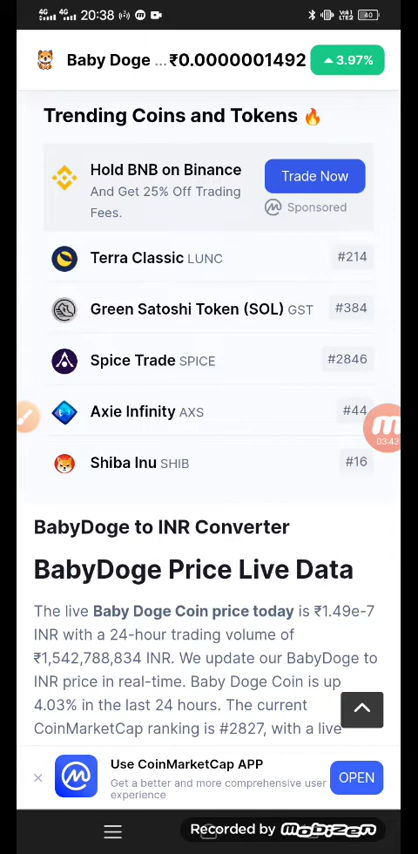 4G 4G 20:38 40
Baby Doge ... ₹0.0000001492 3.97%
Trending Coins and Tokens 🔥
Hold BNB on Binance
And Get 25% Off Trading
Fees.
Trade Now
Sponsored
Terra Classic LUNC #214
Green Satoshi Token (SOL) GST #384
Spice Trade SPICE #2846
Axie Infinity AXS #44
03:42
Shiba Inu SHIB #16
BabyDoge to INR Converter
BabyDoge Price Live Data
The live Baby Doge Coin price today is ₹1.49e-7
INR with a 24-hour trading volume of
₹1,542,788,834 INR. We update our BabyDoge to
INR price in real-time. Baby Doge Coin is up
4.03% in the last 24 hours. The current
CoinMarketCap ranking is #2827, with a live
Use CoinMarketCap APP
Get a better and more comprehensive user
experience
OPEN
Recorded by mobizen